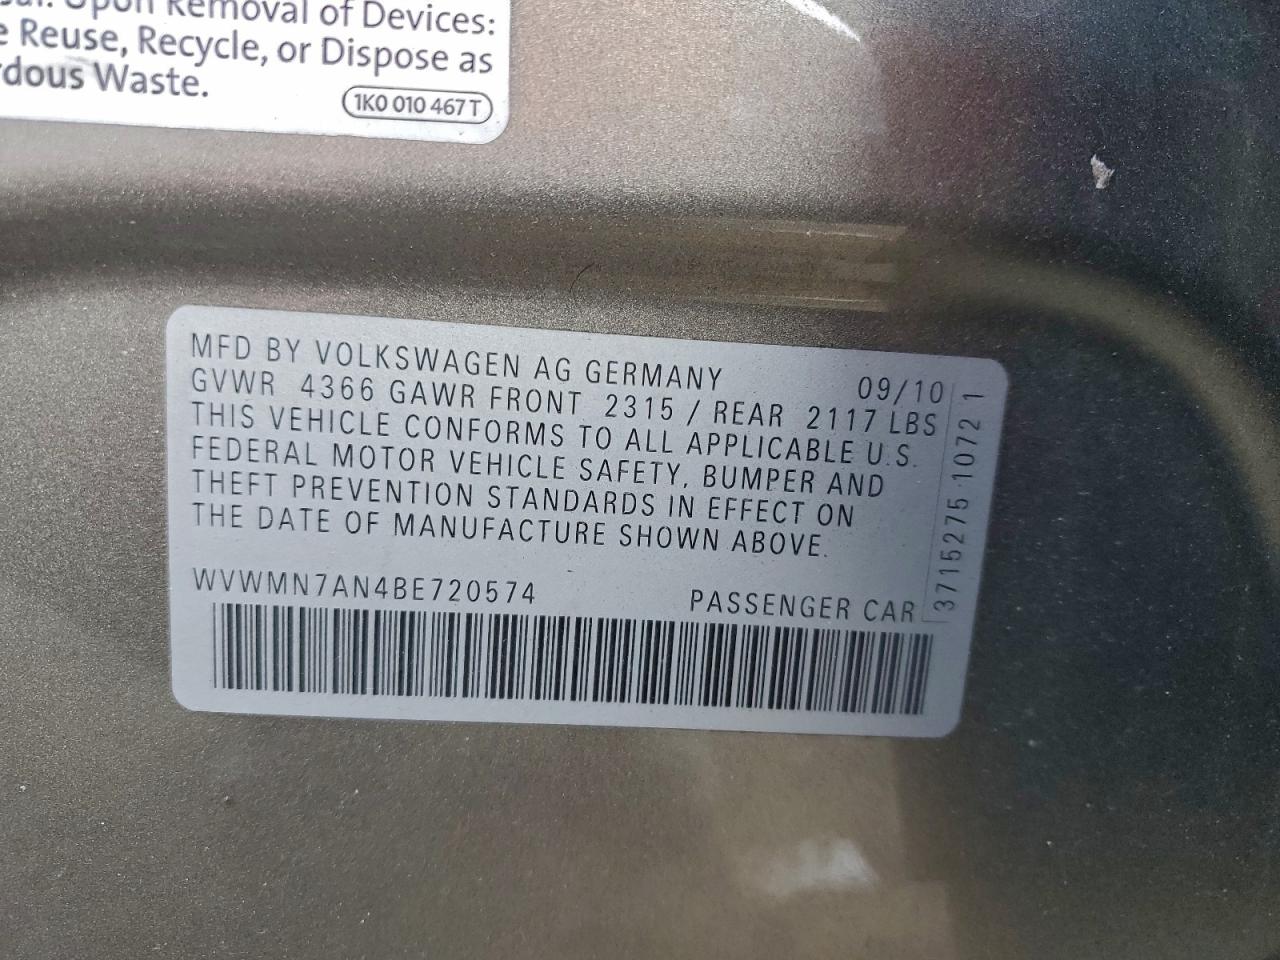 Upon Removal of Devices:
Reuse, Recycle, or Dispose as
Waste.
1K0 010 467 T
MFD BY VOLKSWAGEN AG GERMANY 09/10
GVWR 4366 GAWR FRONT 2315 / REAR 2117 LBS
THIS VEHICLE CONFORMS TO ALL APPLICABLE U.S.
FEDERAL MOTOR VEHICLE SAFETY, BUMPER AND
THEFT PREVENTION STANDARDS IN EFFECT ON
THE DATE OF MANUFACTURE SHOWN ABOVE.
WVWMN7AN4BE720574 PASSENGER CAR
3715275 1072 1